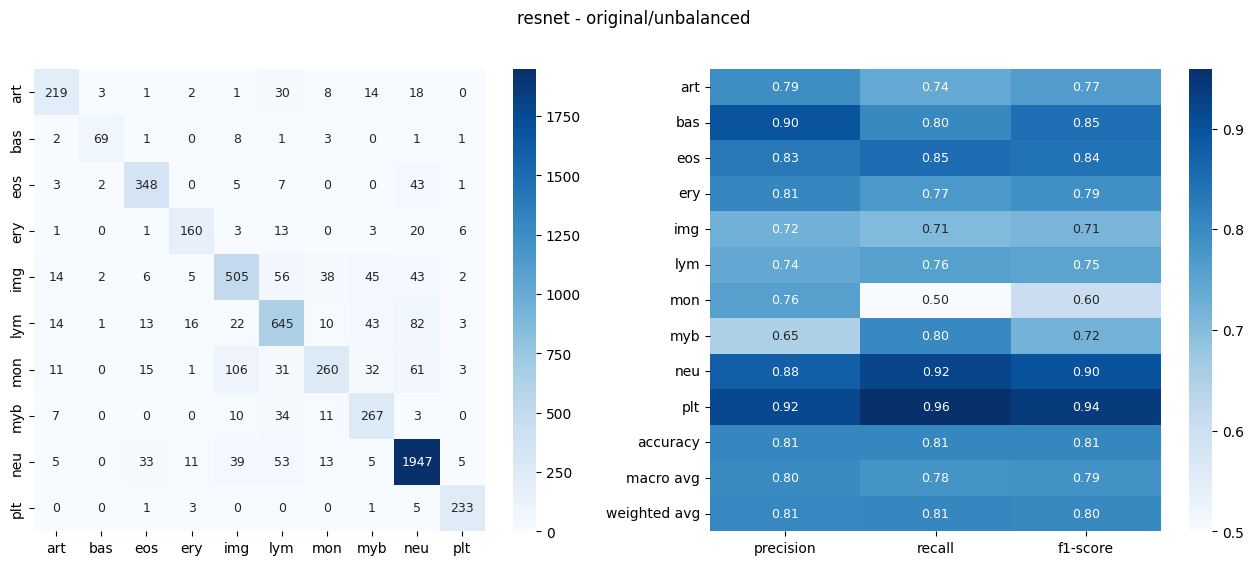 resnet - original/unbalanced
art 219 3 1 2 1 30 8 14 18 0
bas 2 69 1 0 8 1 3 0 1 1
eos 3 2 348 0 5 7 0 0 43 1
ery 1 0 1 160 3 13 0 3 20 6
img 14 2 6 5 505 56 38 45 43 2
lym 14 1 13 16 22 645 10 43 82 3
mon 11 0 15 1 106 31 260 32 61 3
myb 7 0 0 0 10 34 11 267 3 0
neu 5 0 33 11 39 53 13 5 1947 5
plt 0 0 1 3 0 0 0 1 5 233
art bas eos ery img lym mon myb neu plt
1750
1500
1250
1000
750
500
250
0
art 0.79 0.74 0.77
bas 0.90 0.80 0.85
eos 0.83 0.85 0.84
ery 0.81 0.77 0.79
img 0.72 0.71 0.71
lym 0.74 0.76 0.75
mon 0.76 0.50 0.60
myb 0.65 0.80 0.72
neu 0.88 0.92 0.90
plt 0.92 0.96 0.94
accuracy 0.81 0.81 0.81
macro avg 0.80 0.78 0.79
weighted avg 0.81 0.81 0.80
precision recall f1-score
0.9
0.8
0.7
0.6
0.5